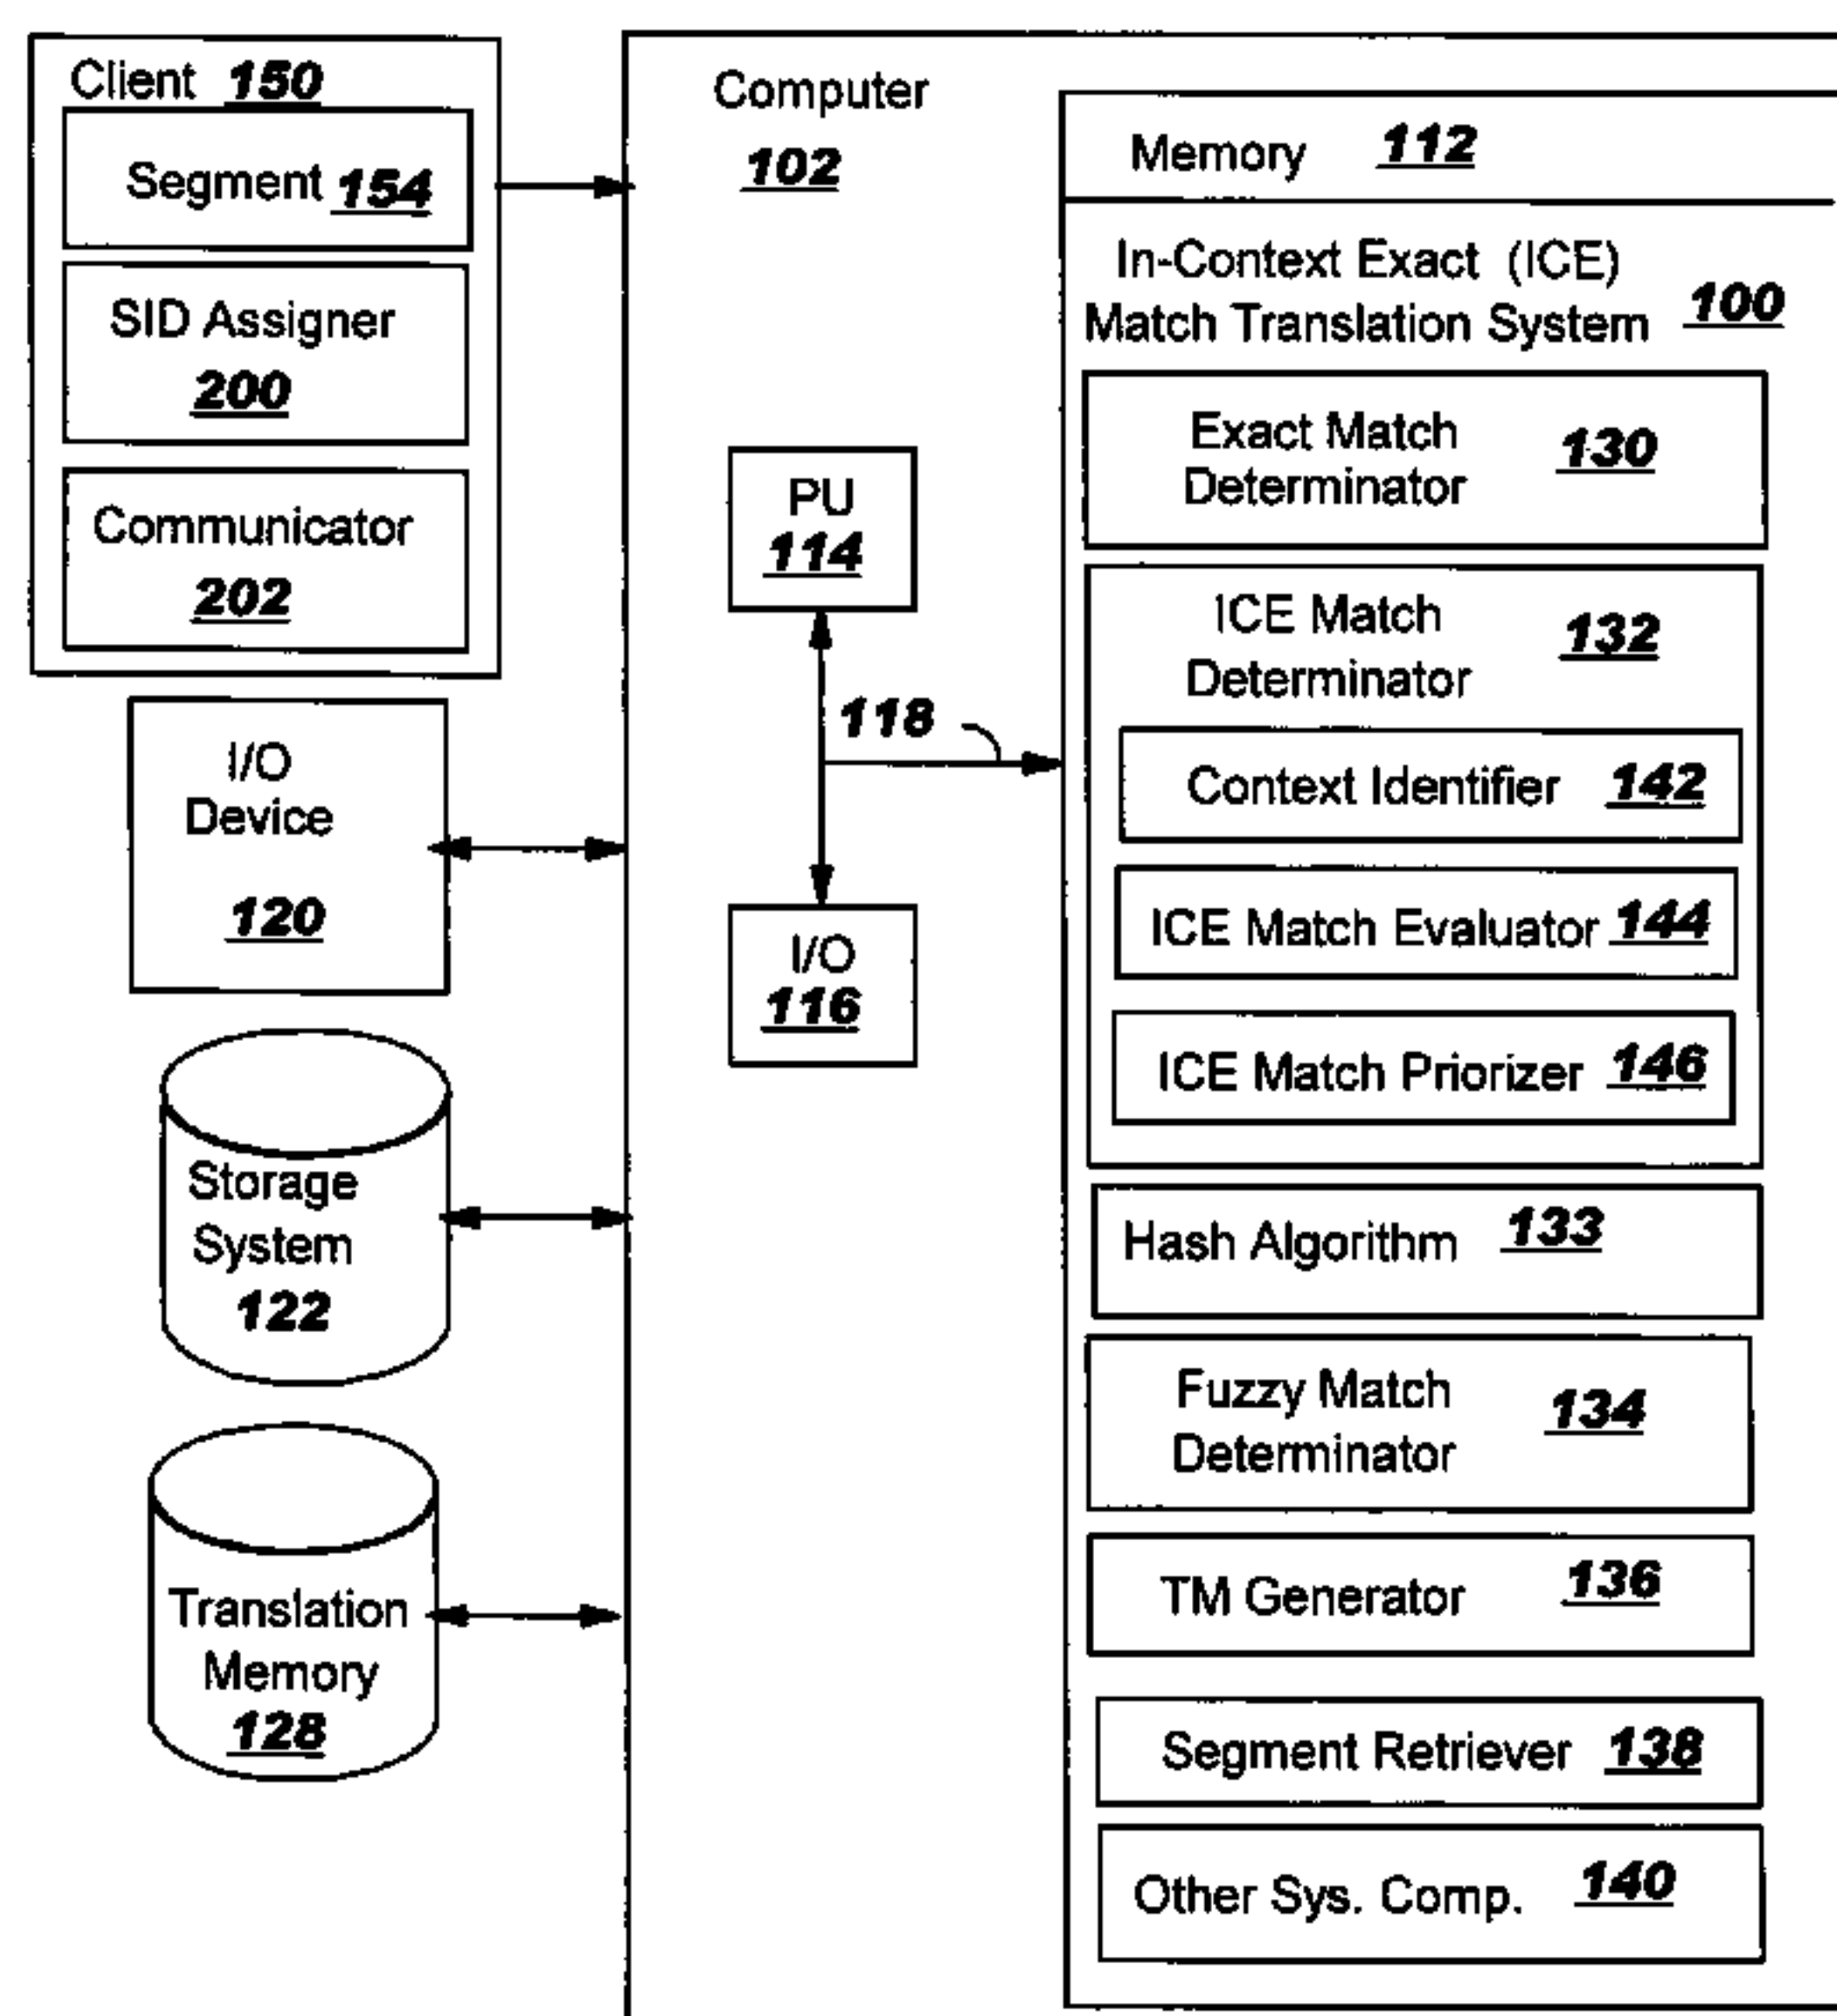 Client 150
Segment 154
SID Assigner
200
Communicator
202
I/O
Device
120
Storage
System
122
Translation
Memory
128
Computer
102
PU
114
118
I/O
116
Memory 112
In-Context Exact (ICE)
Match Translation System 100
Exact Match
Determinator 130
ICE Match
Determinator 132
Context Identifier 142
ICE Match Evaluator 144
ICE Match Priorizer 146
Hash Algorithm 133
Fuzzy Match
Determinator 134
TM Generator 136
Segment Retriever 138
Other Sys. Comp. 140